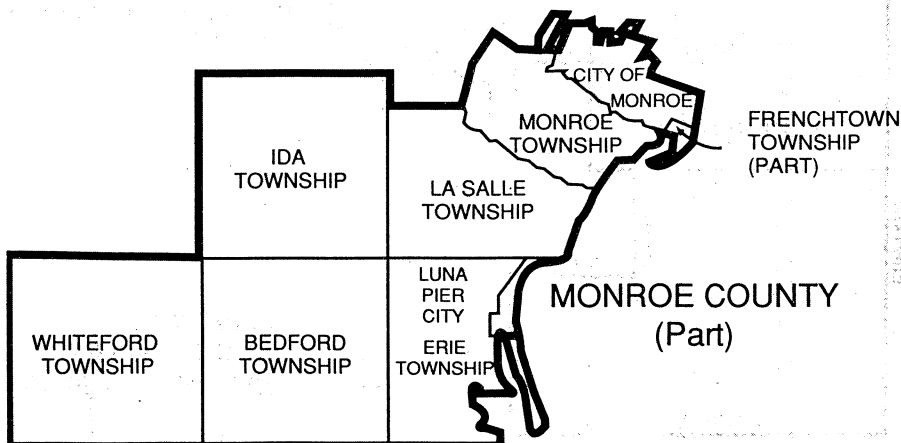 CITY OF
MONROE
MONROE
TOWNSHIP
FRENCHTOWN
TOWNSHIP
(PART)
IDA
TOWNSHIP
LA SALLE
TOWNSHIP
LUNA
PIER
CITY
MONROE COUNTY
(Part)
WHITEFORD
TOWNSHIP
BEDFORD
TOWNSHIP
ERIE
TOWNSHIP